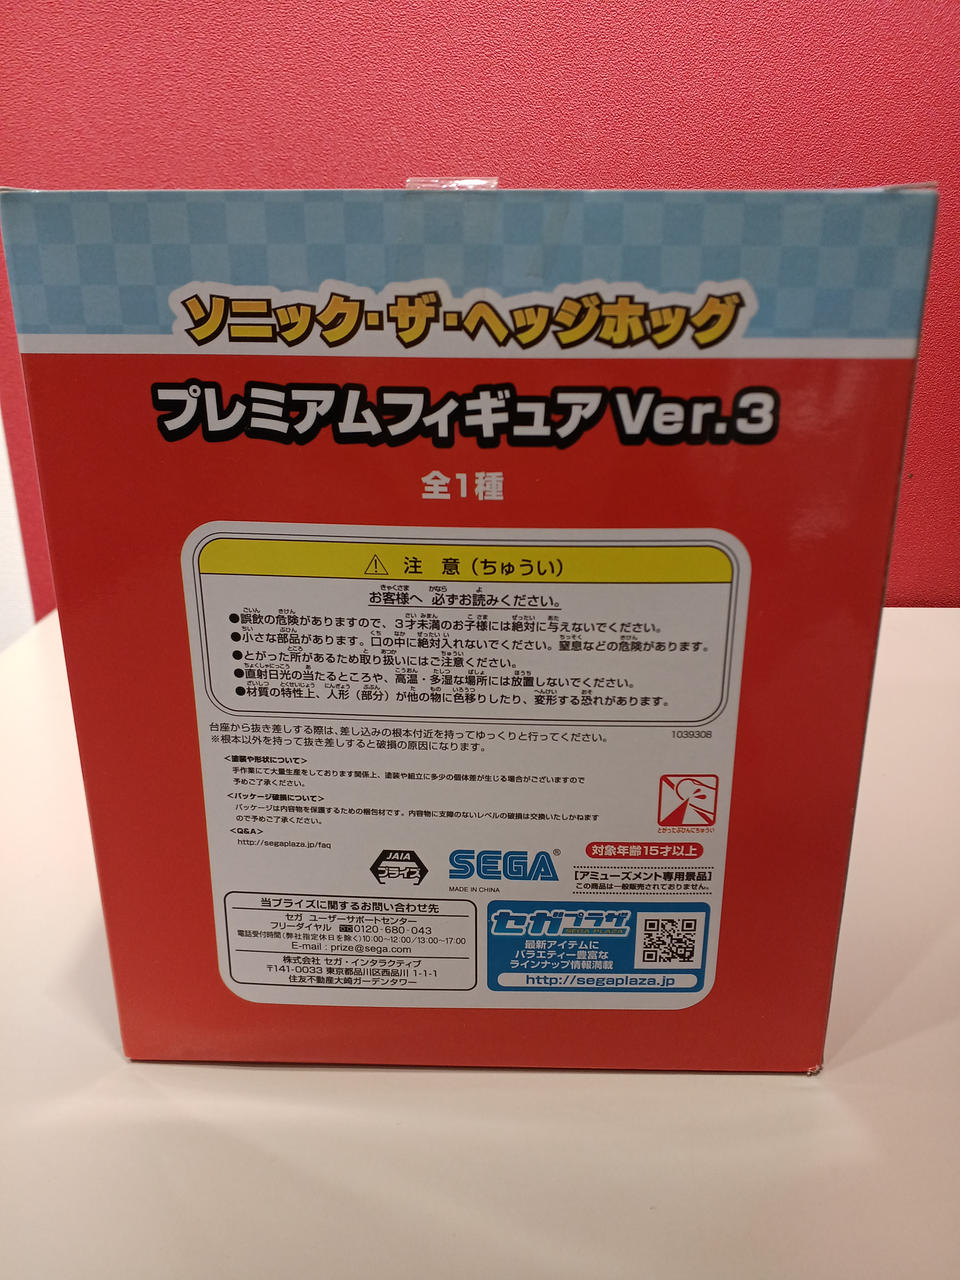 ソニック・ザ・ヘッジホッグ
プレミアムフィギュア Ver.3
全1種
⚠ 注 意（ちゅうい）
お客様へ 必ずお読みください。
●誤飲の危険がありますので、3才未満のお子様には絶対に与えないでください。
●小さな部品があります。口の中に絶対入れないでください。窒息などの危険があります。
●とがった所があるため取り扱いにはご注意ください。
●直射日光の当たるところや、高温・多湿な場所には放置しないでください。
●材質の特性上、人形（部分）が他の物に色移りしたり、変形する恐れがあります。
台座から抜き差しする際は、差し込みの根本付近を持ってゆっくりと行ってください。
※根本以外を持って抜き差しすると破損の原因になります。
1039308
<塗装や形状について>
手作業にて大量生産をしております関係上、塗装や組立に多少の個体差が生じる場合がございますので
予めご了承ください。
<パッケージ破損について>
パッケージは内容物を保護するための梱包材です。内容物に支障のないレベルの破損は交換いたしかねます
ので予めご了承ください。
<Q&A>
http://segaplaza.jp/faq
とがったぶひんにちゅうい
JAIA
プライズ
SEGA®
MADE IN CHINA
対象年齢15才以上
［アミューズメント専用景品］
この商品は一般販売されておりません。
当プライズに関するお問い合わせ先
セガ ユーザーサポートセンター
フリーダイヤル 0120-680-043
電話受付時間（弊社指定休日を除く）10:00～12:00/13:00～17:00
E-mail : prize@sega.com
株式会社 セガ・インタラクティブ
〒141-0033 東京都品川区西品川 1-1-1
住友不動産大崎ガーデンタワー
セガプラザ
SEGA PLAZA
最新アイテムに
バラエティー豊富な
ラインナップ情報満載
http://segaplaza.jp